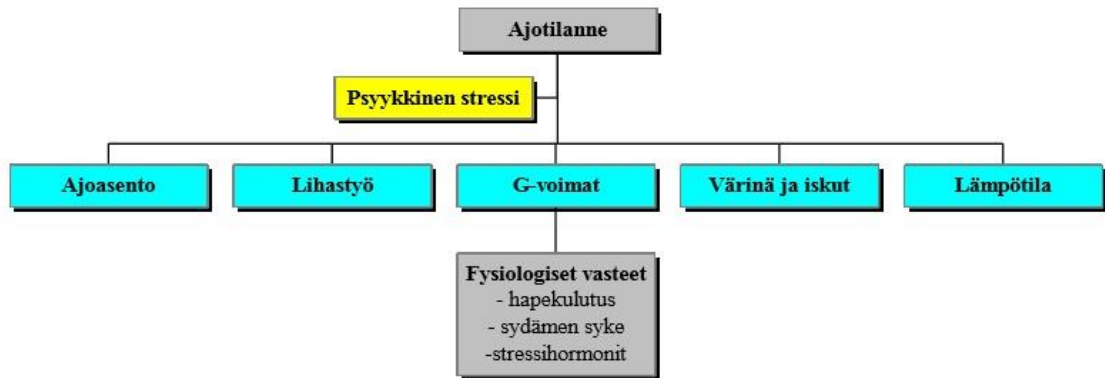 Ajotilanne
Psyykkinen stressi
Ajoasento
Lihastyö
G-voimat
Värinä ja iskut
Lämpötila
Fysiologiset vasteet
- hapekulutus
- sydämen syke
-stressihormonit